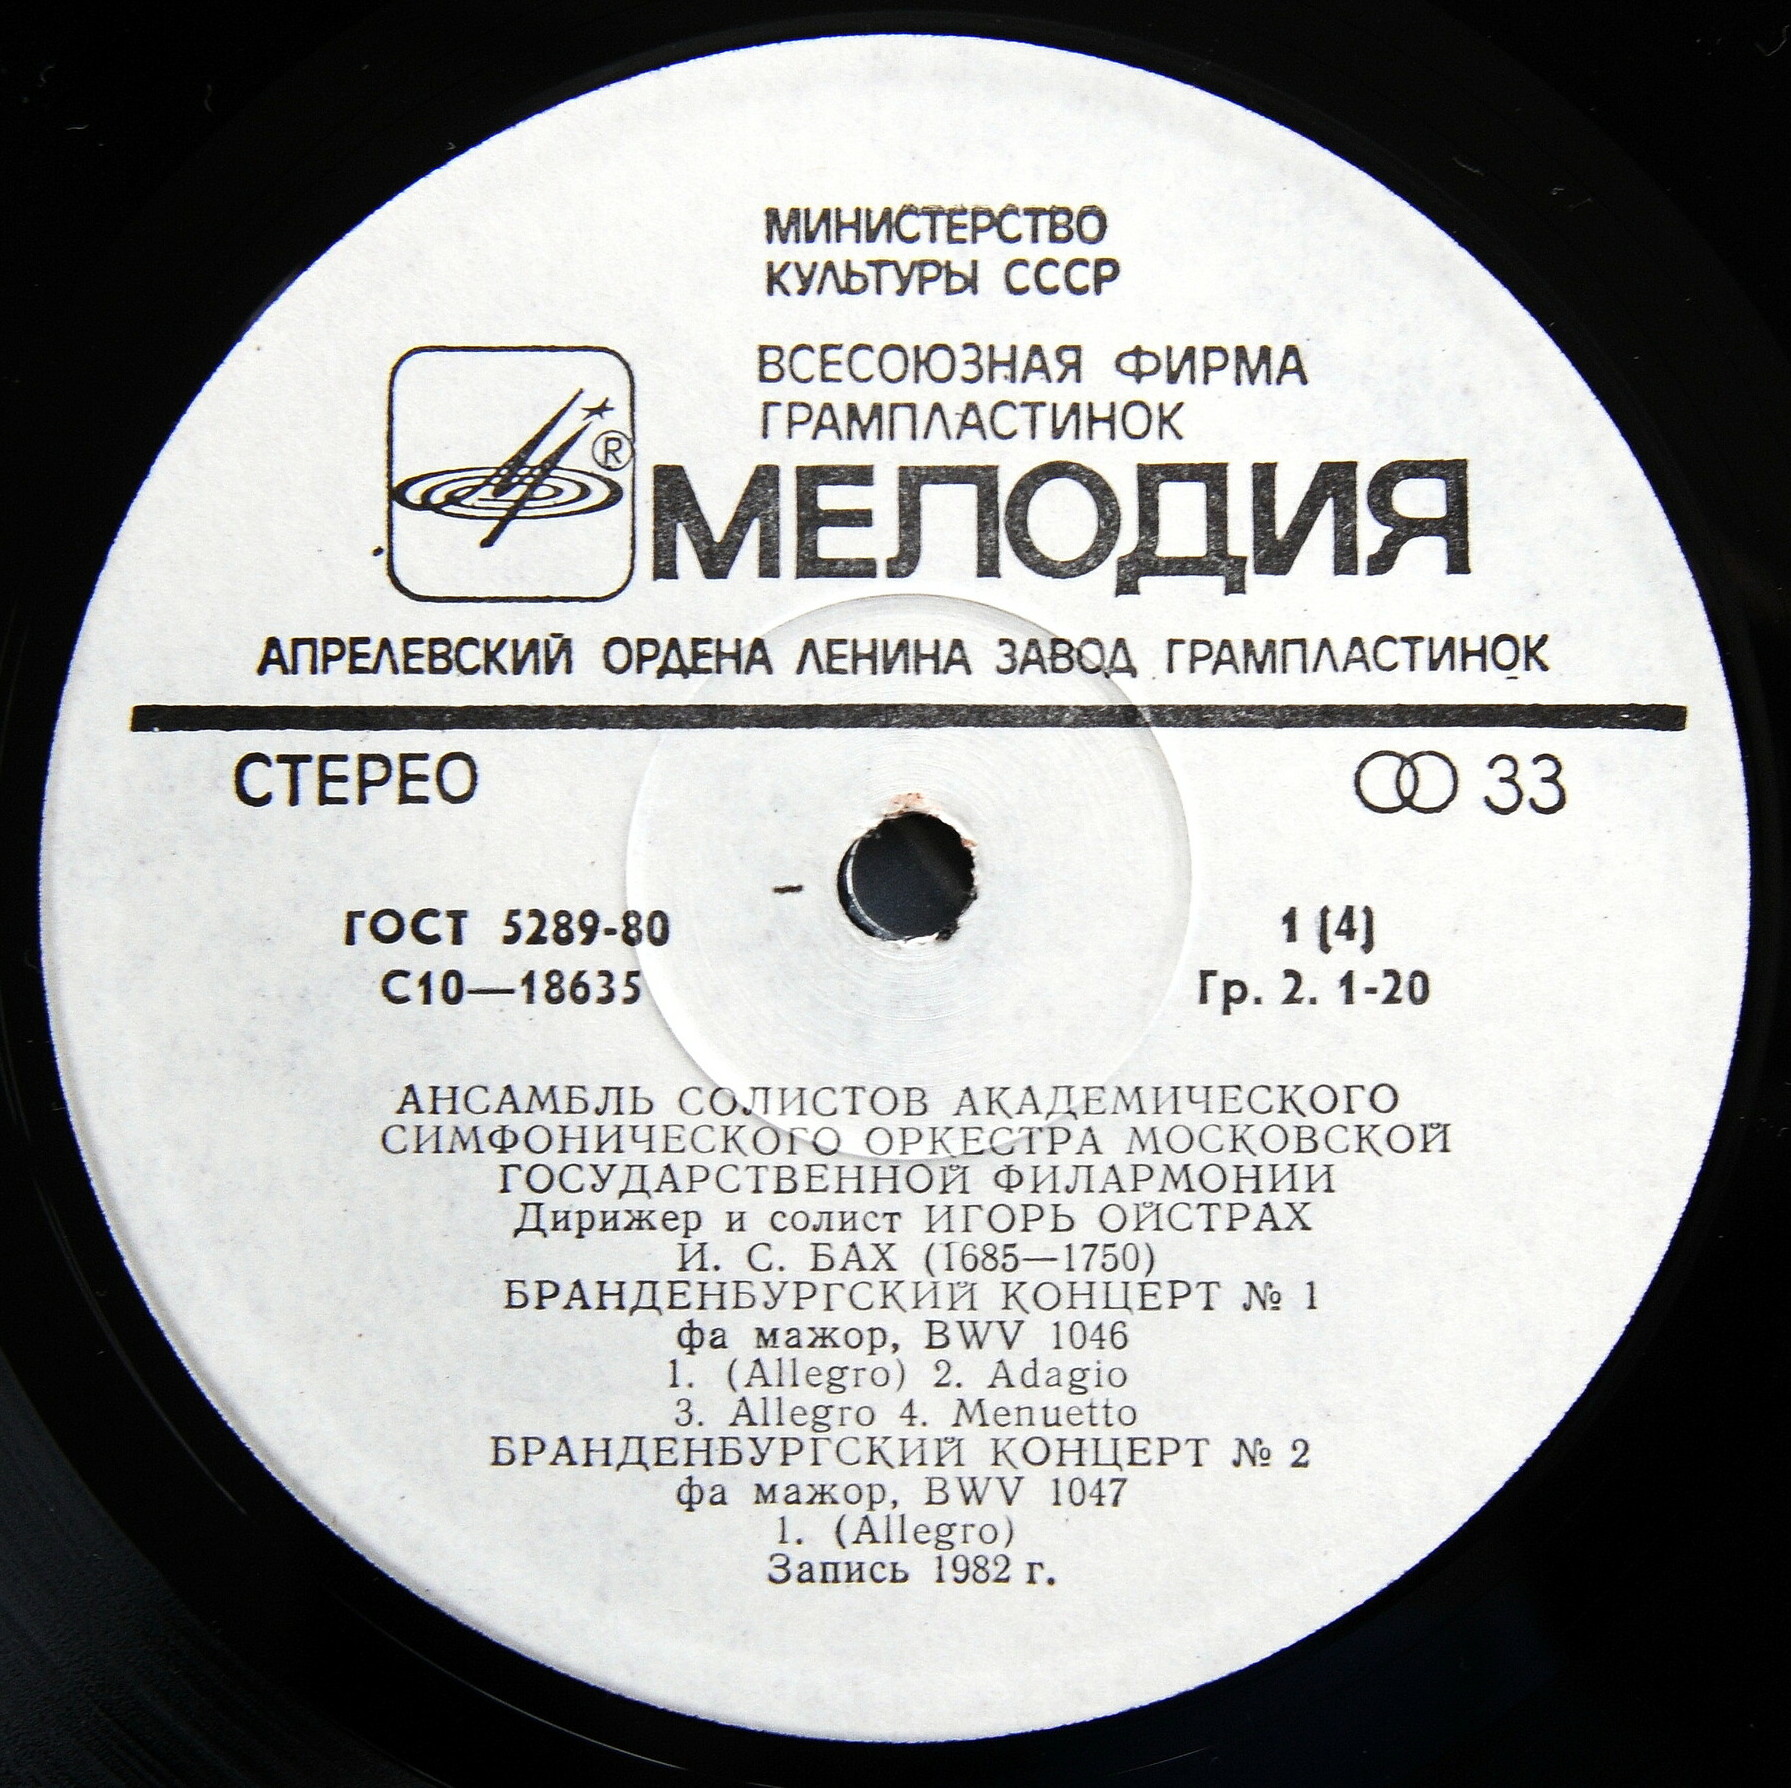 МИНИСТЕРСТВО
КУЛЬТУРЫ СССР
ВСЕСОЮЗНАЯ ФИРМА
ГРАМПЛАСТИНОК
®
МЕЛОДИЯ
АПРЕЛЕВСКИЙ ОРДЕНА ЛЕНИНА ЗАВОД ГРАМПЛАСТИНОК
СТЕРЕО 33
ГОСТ 5289-80 1 (4)
С10—18635 Гр. 2. 1-20
АНСАМБЛЬ СОЛИСТОВ АКАДЕМИЧЕСКОГО
СИМФОНИЧЕСКОГО ОРКЕСТРА МОСКОВСКОЙ
ГОСУДАРСТВЕННОЙ ФИЛАРМОНИИ
Дирижер и солист ИГОРЬ ОЙСТРАХ
И. С. БАХ (1685—1750)
БРАНДЕНБУРГСКИЙ КОНЦЕРТ № 1
фа мажор, BWV 1046
1. (Allegro) 2. Adagio
3. Allegro 4. Menuetto
БРАНДЕНБУРГСКИЙ КОНЦЕРТ № 2
фа мажор, BWV 1047
1. (Allegro)
Запись 1982 г.